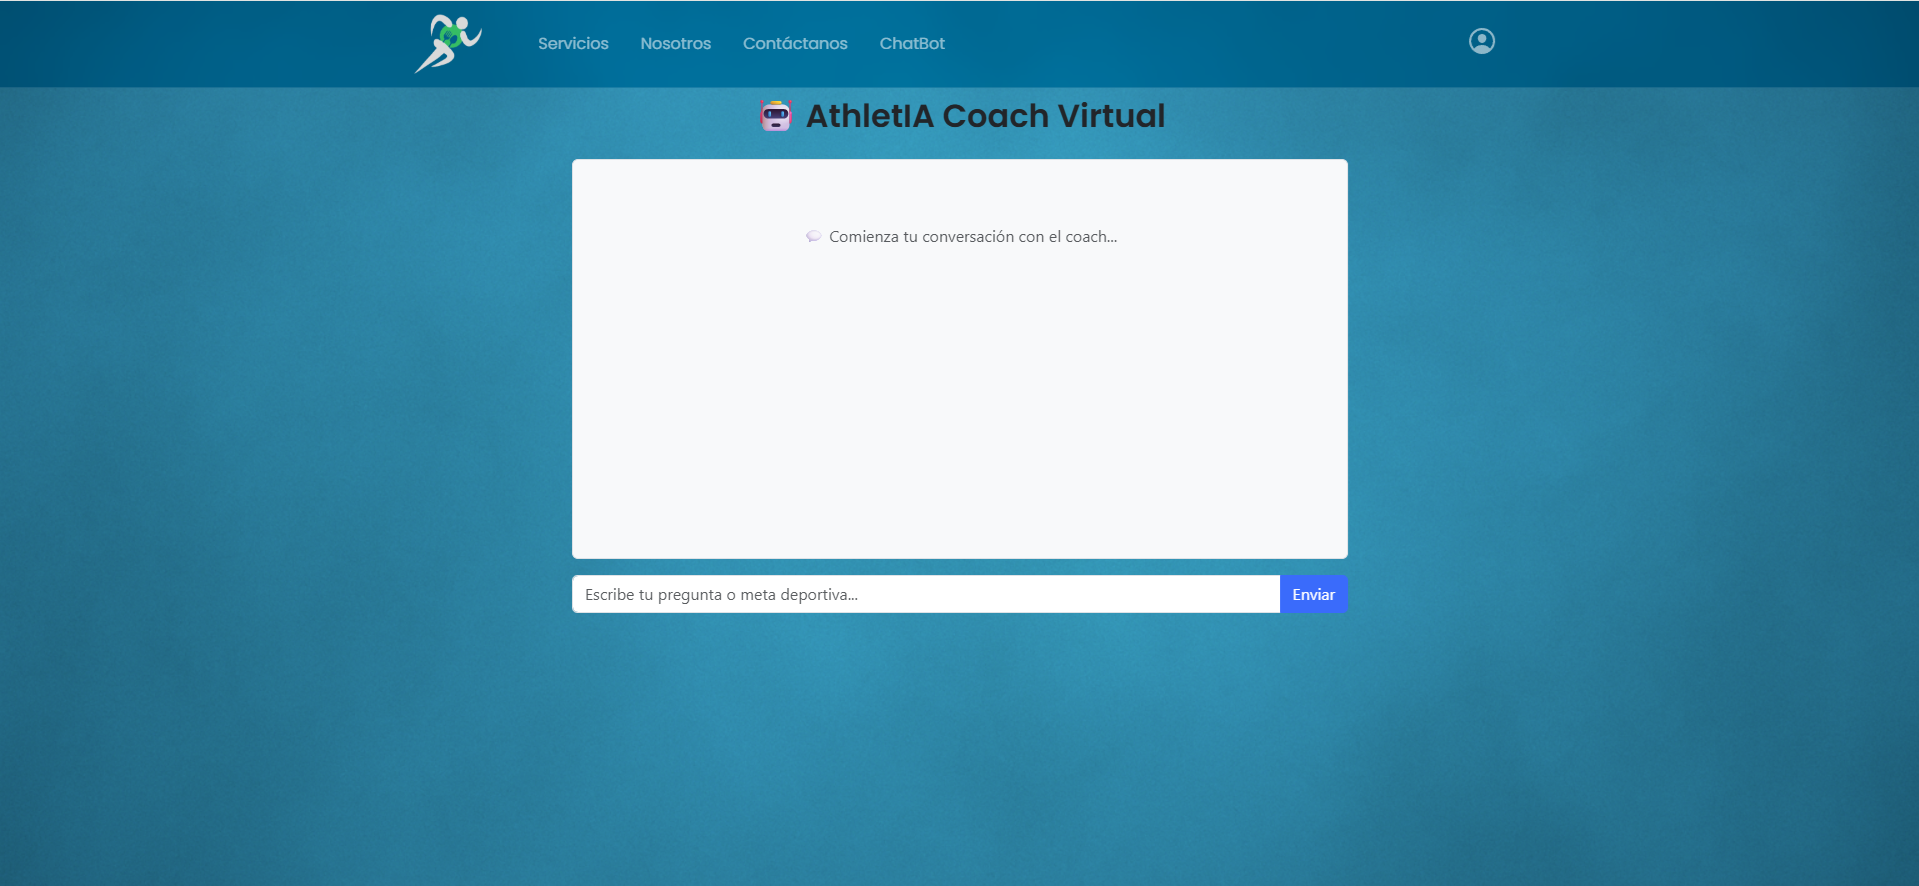 Servicios Nosotros Contáctanos ChatBot
AthletIA Coach Virtual
Comienza tu conversación con el coach...
Escribe tu pregunta o meta deportiva...
Enviar